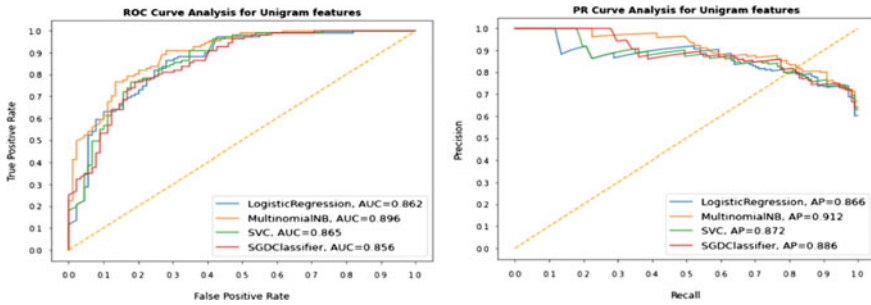 ROC Curve Analysis for Unigram features
1.0
0.9
0.8
0.7
0.6
0.5
0.4
0.3
0.2
0.1
0.0
True Positive Rate
LogisticRegression, AUC=0.862
MultinomialNB, AUC=0.896
SVC, AUC=0.865
SGDClassifier, AUC=0.856
0.0 0.1 0.2 0.3 0.4 0.5 0.6 0.7 0.8 0.9 1.0
False Positive Rate
PR Curve Analysis for Unigram features
1.0
0.9
0.8
0.7
0.6
0.5
0.4
0.3
0.2
0.1
0.0
Precision
LogisticRegression, AP=0.866
MultinomialNB, AP=0.912
SVC, AP=0.872
SGDClassifier, AP=0.886
0.0 0.1 0.2 0.3 0.4 0.5 0.6 0.7 0.8 0.9 1.0
Recall